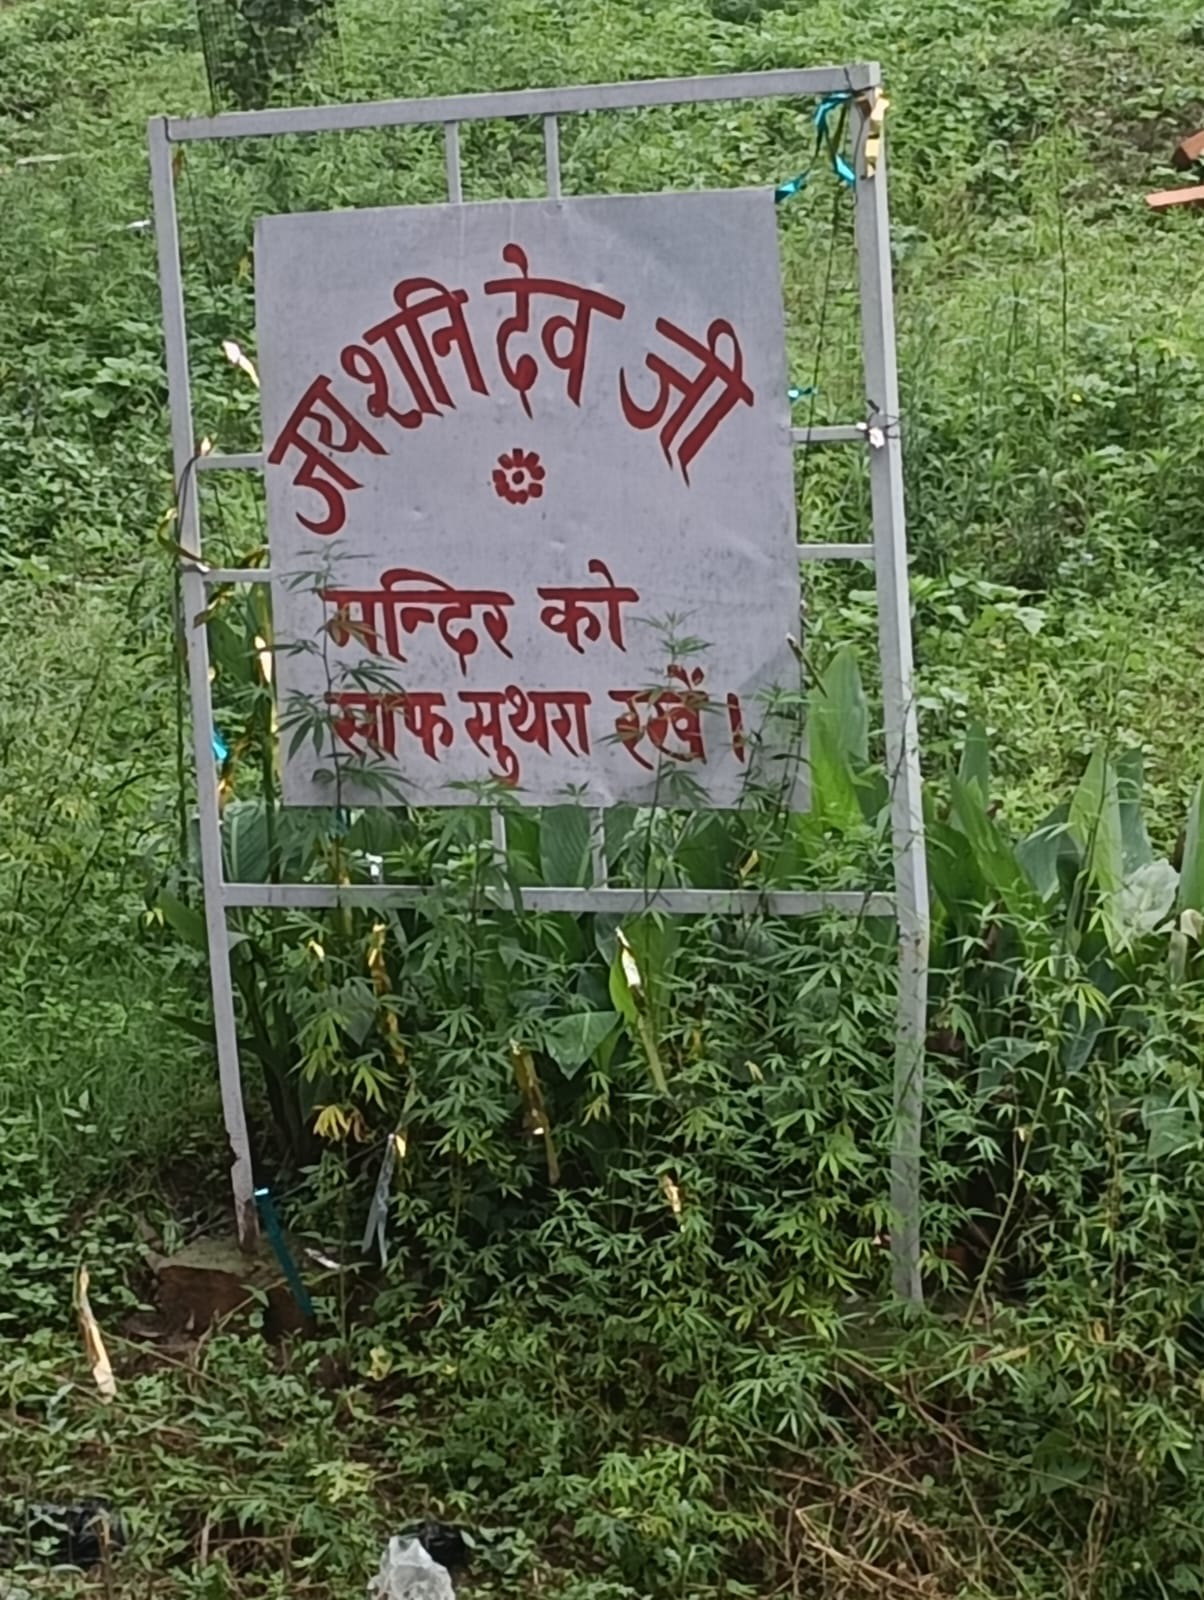 जय शनि देव जी
मन्दिर को
साफ सुथरा रखें।